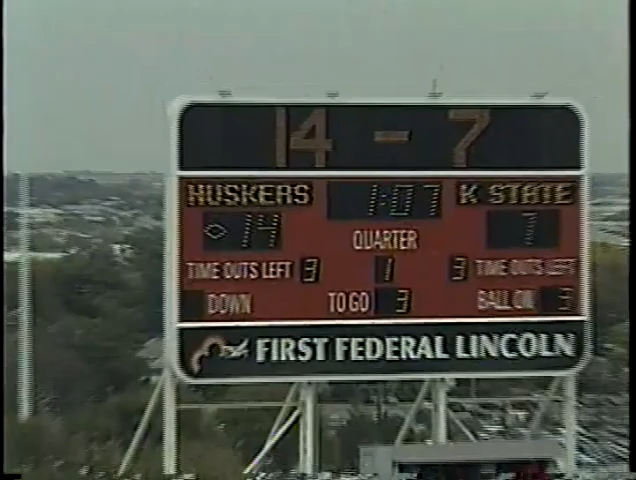 14 - 7
HUSKERS 1:07 K STATE
14 7
QUARTER
TIME OUTS LEFT 3 1 3 TIME OUTS LEFT
DOWN TO GO 3 BALL ON 3
FIRST FEDERAL LINCOLN